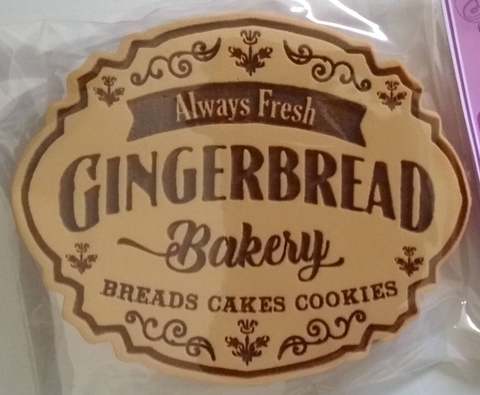 Always Fresh
GINGERBREAD
Bakery
BREADS CAKES COOKIES